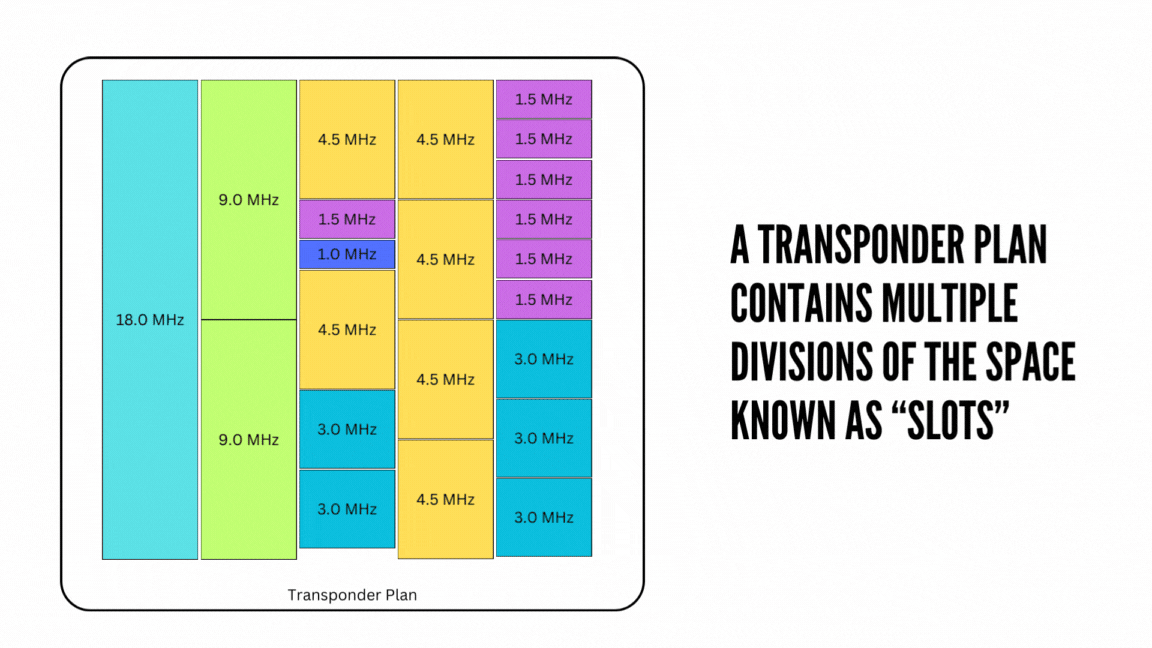 18.0 MHz
9.0 MHz
9.0 MHz
4.5 MHz
1.5 MHz
1.0 MHz
4.5 MHz
3.0 MHz
3.0 MHz
4.5 MHz
4.5 MHz
4.5 MHz
4.5 MHz
1.5 MHz
1.5 MHz
1.5 MHz
1.5 MHz
1.5 MHz
1.5 MHz
3.0 MHz
3.0 MHz
3.0 MHz
Transponder Plan
A TRANSPONDER PLAN
CONTAINS MULTIPLE
DIVISIONS OF THE SPACE
KNOWN AS “SLOTS”